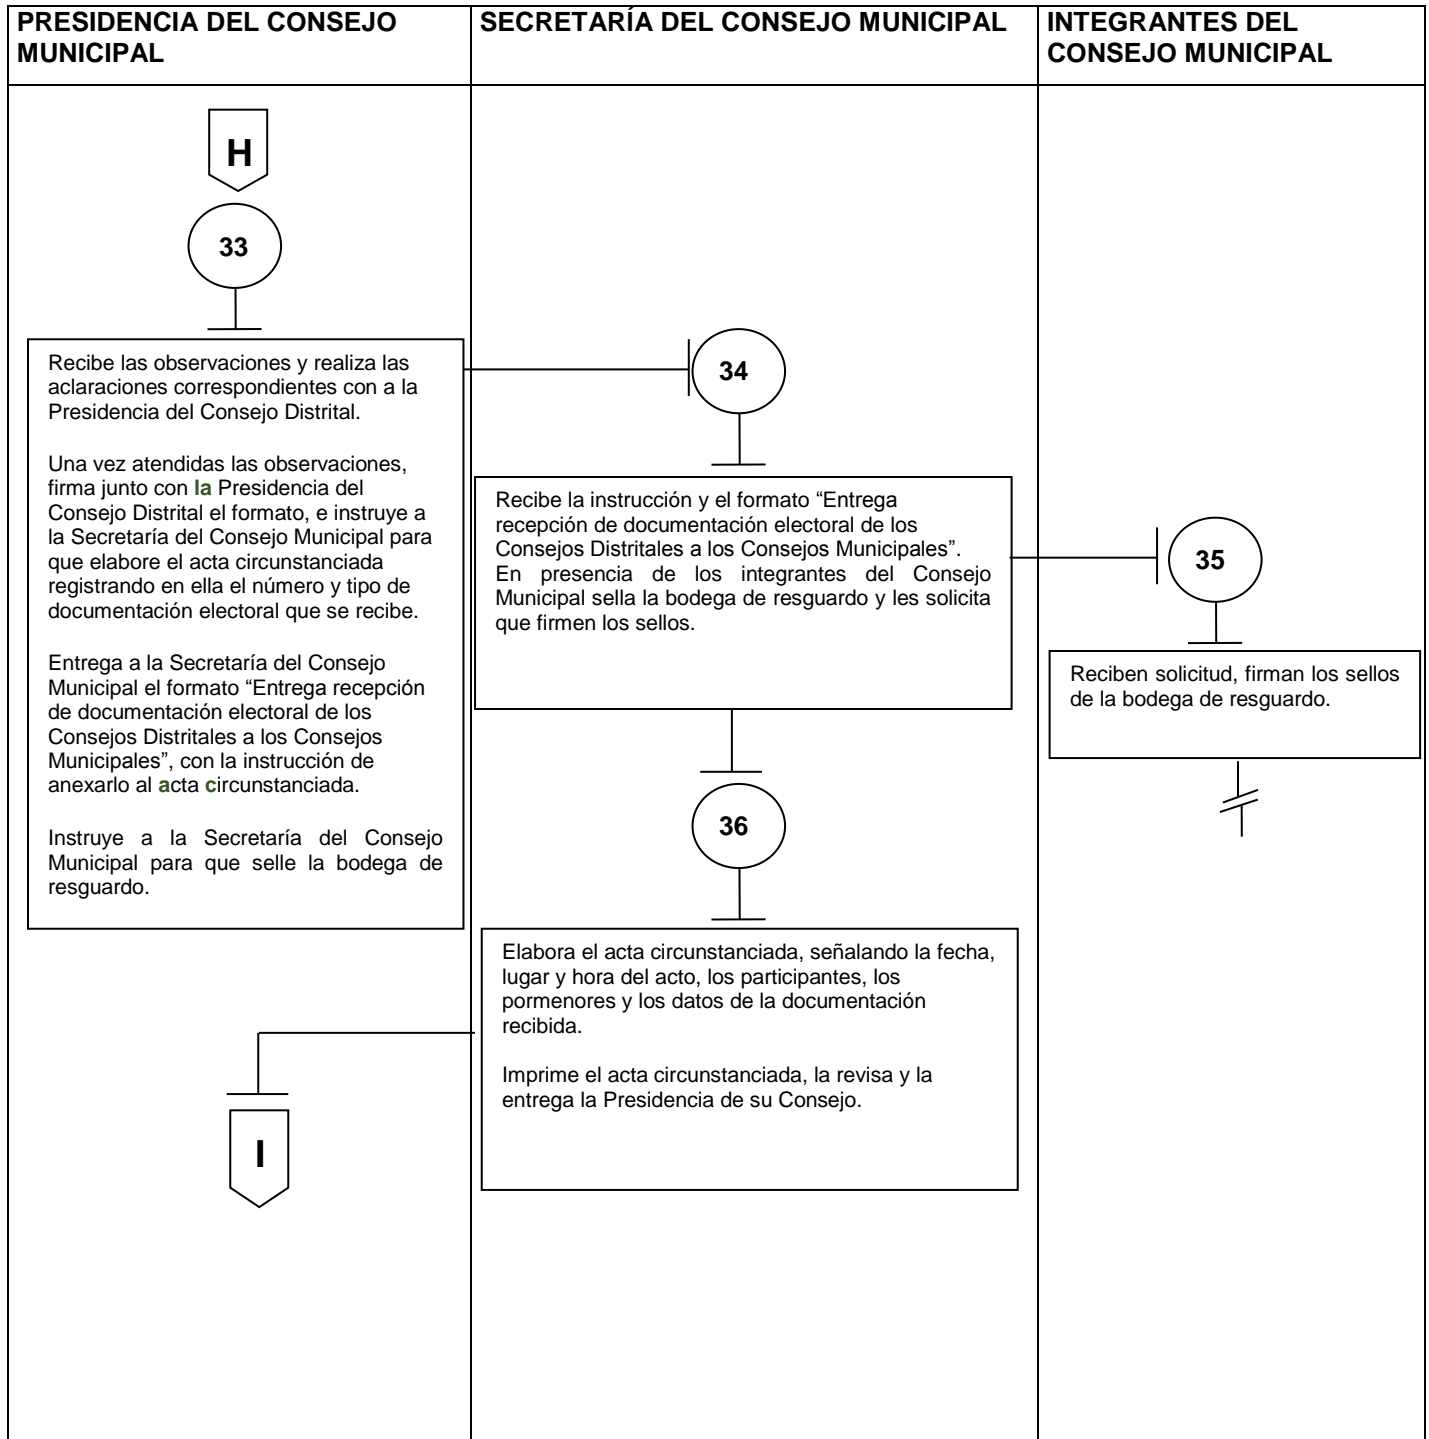 PRESIDENCIA DEL CONSEJO
MUNICIPAL
SECRETARÍA DEL CONSEJO MUNICIPAL
INTEGRANTES DEL
CONSEJO MUNICIPAL
H
33
Recibe las observaciones y realiza las
aclaraciones correspondientes con a la
Presidencia del Consejo Distrital.
Una vez atendidas las observaciones,
firma junto con la Presidencia del
Consejo Distrital el formato, e instruye a
la Secretaría del Consejo Municipal para
que elabore el acta circunstanciada
registrando en ella el número y tipo de
documentación electoral que se recibe.
Entrega a la Secretaría del Consejo
Municipal el formato “Entrega recepción
de documentación electoral de los
Consejos Distritales a los Consejos
Municipales”, con la instrucción de
anexarlo al acta circunstanciada.
Instruye a la Secretaría del Consejo
Municipal para que selle la bodega de
resguardo.
34
Recibe la instrucción y el formato “Entrega
recepción de documentación electoral de los
Consejos Distritales a los Consejos Municipales”.
En presencia de los integrantes del Consejo
Municipal sella la bodega de resguardo y les solicita
que firmen los sellos.
35
Reciben solicitud, firman los sellos
de la bodega de resguardo.
36
Elabora el acta circunstanciada, señalando la fecha,
lugar y hora del acto, los participantes, los
pormenores y los datos de la documentación
recibida.
Imprime el acta circunstanciada, la revisa y la
entrega la Presidencia de su Consejo.
I